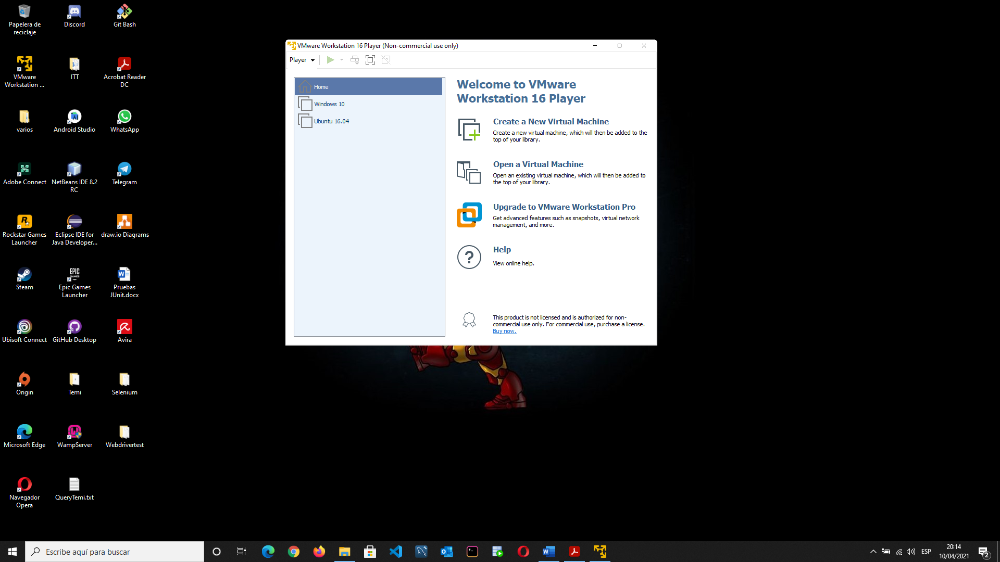 Papelera de
reciclaje
Discord
Git Bash
VMware
Workstation ...
ITT
Acrobat Reader
DC
varios
Android Studio
WhatsApp
Adobe Connect
NetBeans IDE 8.2
RC
Telegram
Rockstar Games
Launcher
Eclipse IDE for
Java Developer...
draw.io Diagrams
Steam
EPIC
GAMES
Epic Games
Launcher
Pruebas
JUnit.docx
Ubisoft Connect
GitHub Desktop
Avira
Origin
Temi
Selenium
Microsoft Edge
WampServer
Webdrivertest
Navegador
Opera
QueryTemi.txt
VMware Workstation 16 Player (Non-commercial use only)
Player
Home
Windows 10
Ubuntu 16.04
Welcome to VMware
Workstation 16 Player
Create a New Virtual Machine
Create a new virtual machine, which will then be added to the
top of your library.
Open a Virtual Machine
Open an existing virtual machine, which will then be added to
the top of your library.
Upgrade to VMware Workstation Pro
Get advanced features such as snapshots, virtual network
management, and more.
Help
View online help.
This product is not licensed and is authorized for non-
commercial use only. For commercial use, purchase a license.
Buy now.
Escribe aquí para buscar
ESP
20:14
10/04/2021
2